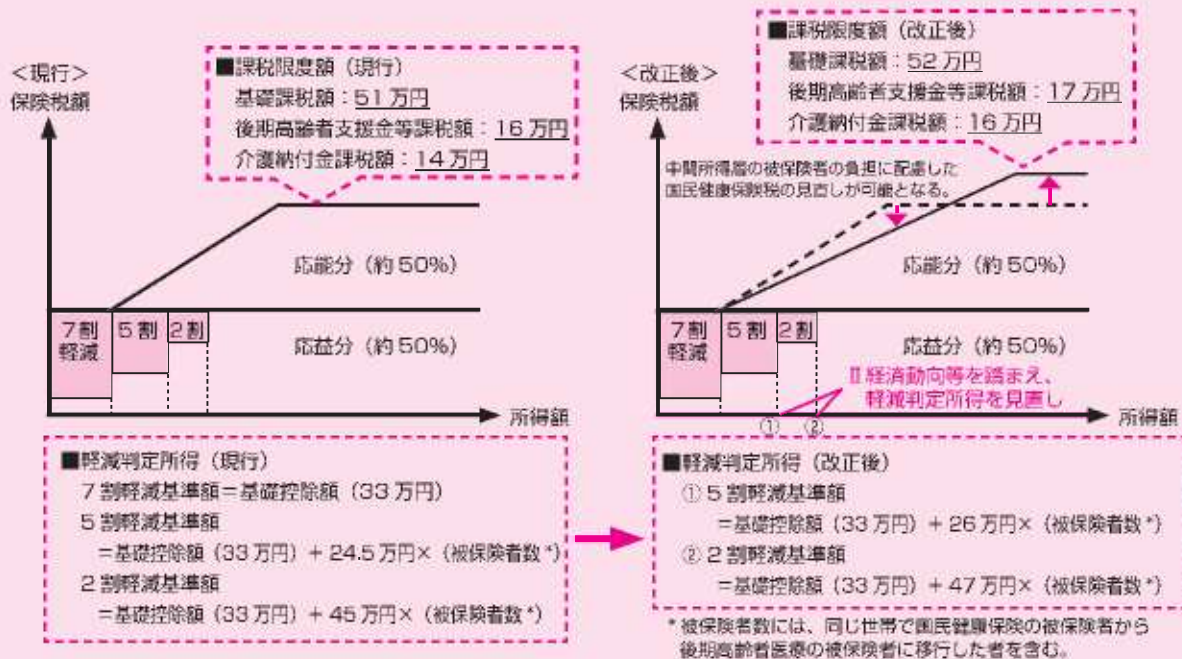 <現行>
保険税額
■課税限度額（現行）
基礎課税額：51万円
後期高齢者支援金等課税額：16万円
介護納付金課税額：14万円
応能分（約50%）
7割
軽減
5割
2割
応益分（約50%）
所得額
■軽減判定所得（現行）
7割軽減基準額＝基礎控除額（33万円）
5割軽減基準額
＝基礎控除額（33万円）＋24.5万円×（被保険者数*）
2割軽減基準額
＝基礎控除額（33万円）＋45万円×（被保険者数*）
<改正後>
保険税額
■課税限度額（改正後）
基礎課税額：52万円
後期高齢者支援金等課税額：17万円
介護納付金課税額：16万円
中間所得層の被保険者の負担に配慮した
国民健康保険税の見直しが可能となる。
応能分（約50%）
7割
軽減
5割
2割
応益分（約50%）
Ⅱ経済動向等を踏まえ、
軽減判定所得を見直し
① ②
所得額
■軽減判定所得（改正後）
①5割軽減基準額
＝基礎控除額（33万円）＋26万円×（被保険者数*）
②2割軽減基準額
＝基礎控除額（33万円）＋47万円×（被保険者数*）
*被保険者数には、同じ世帯で国民健康保険の被保険者から
後期高齢者医療の被保険者に移行した者を含む。